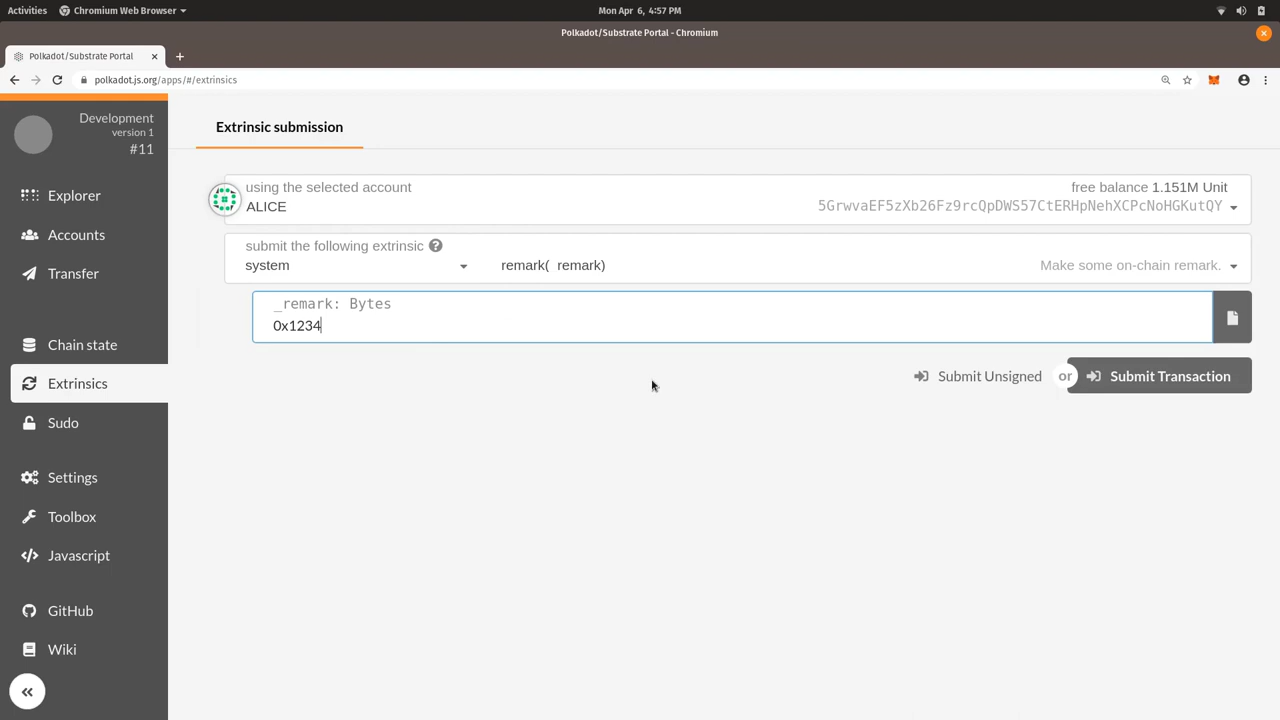 Activities Chromium Web Browser Mon Apr 6, 4:57 PM
Polkadot/Substrate Portal - Chromium
Polkadot/Substrate Portal
polkadot.js.org/apps/#/extrinsics
Development
version 1
#11
Explorer
Accounts
Transfer
Chain state
Extrinsics
Sudo
Settings
Toolbox
Javascript
GitHub
Wiki
Extrinsic submission
using the selected account free balance 1.151M Unit
ALICE 5GrwvaEF5zXb26Fz9rcQpDWS57CtERHpNehXCPcNoHGKutQY
submit the following extrinsic
system remark(_remark) Make some on-chain remark.
_remark: Bytes
0x1234
Submit Unsigned or Submit Transaction